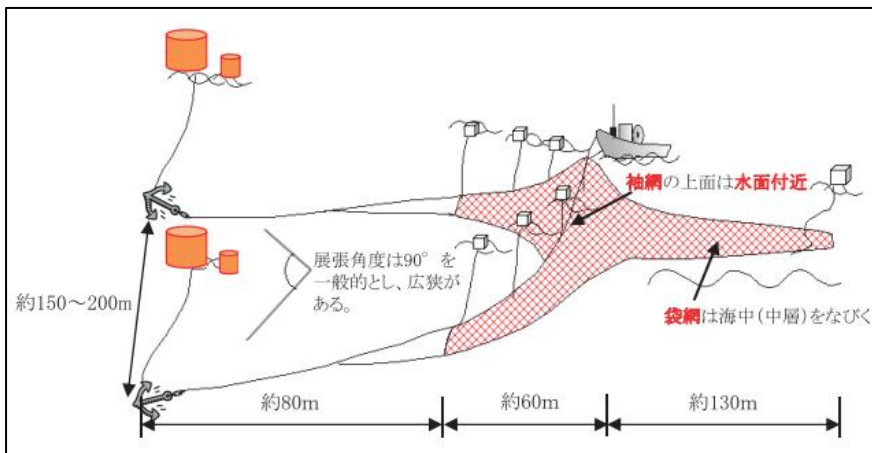 袖網の上面は水面付近
展張角度は90°を
一般的とし、広狭が
ある。
約150～200m
袋網は海中(中層)をなびく
約80m
約60m
約130m